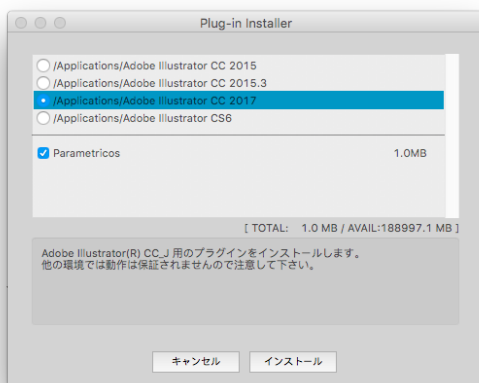 Plug-in Installer
/Applications/Adobe Illustrator CC 2015
/Applications/Adobe Illustrator CC 2015.3
/Applications/Adobe Illustrator CC 2017
/Applications/Adobe Illustrator CS6
Parametricos 1.0MB
[ TOTAL: 1.0 MB / AVAIL:188997.1 MB ]
Adobe Illustrator(R) CC_J 用のプラグインをインストールします。
他の環境では動作は保証されませんので注意して下さい。
キャンセル インストール